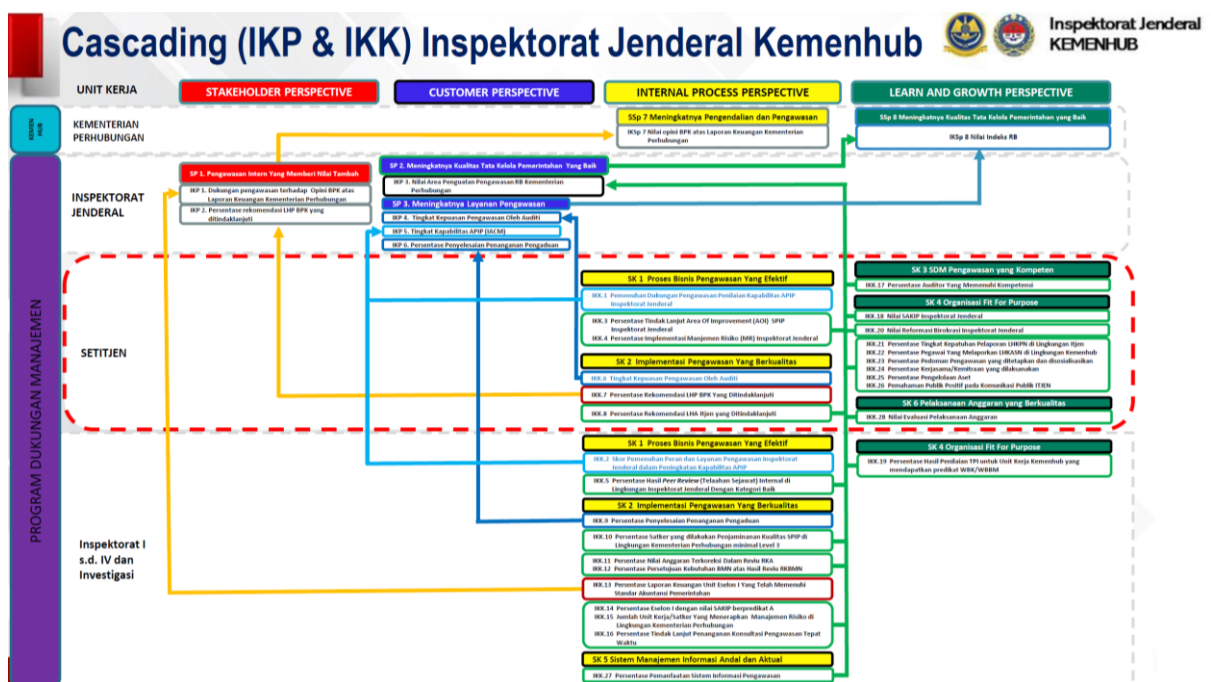 Cascading (IKP & IKK) Inspektorat Jenderal Kemenhub
Inspektorat Jenderal
KEMENHUB
UNIT KERJA
STAKEHOLDER PERSPECTIVE
CUSTOMER PERSPECTIVE
INTERNAL PROCESS PERSPECTIVE
LEARN AND GROWTH PERSPECTIVE
KEMEN
HUB
KEMENTERIAN
PERHUBUNGAN
SSp 7 Meningkatnya Pengendalian dan Pengawasan
IKSp 7 Nilai opini BPK atas Laporan Keuangan Kementerian
Perhubungan
SSp 8 Meningkatnya Kualitas Tata Kelola Pemerintahan yang Baik
IKSp 8 Nilai Indeks RB
PROGRAM DUKUNGAN MANAJEMEN
INSPEKTORAT
JENDERAL
SP 1. Pengawasan Intern Yang Memberi Nilai Tambah
IKP 1. Dukungan pengawasan terhadap Opini BPK atas
Laporan Keuangan Kementerian Perhubungan
IKP 2. Persentase rekomendasi LHP BPK yang
ditindaklanjuti
SP 2. Meningkatnya Kualitas Tata Kelola Pemerintahan Yang Baik
IKP 3. Nilai Area Penguatan Pengawasan RB Kementerian
Perhubungan
SP 3. Meningkatnya Layanan Pengawasan
IKP 4. Tingkat Kepuasan Pengawasan Oleh Auditi
IKP 5. Tingkat Kapabilitas APIP (IACM)
IKP 6. Persentase Penyelesaian Penanganan Pengaduan
SETITJEN
SK 1 Proses Bisnis Pengawasan Yang Efektif
IKK.1 Pemenuhan Dukungan Pengawasan Penilaian Kapabilitas APIP
Inspektorat Jenderal
IKK.3 Persentase Tindak Lanjut Area Of Improvement (AOI) SPIP
Inspektorat Jenderal
IKK.4 Persentase Implementasi Manjemen Risiko (MR) Inspektorat Jenderal
SK 2 Implementasi Pengawasan Yang Berkualitas
IKK.6 Tingkat Kepuasan Pengawasan Oleh Auditi
IKK.7 Persentase Rekomendasi LHP BPK Yang Ditindaklanjuti
IKK.8 Persentase Rekomendasi LHA Itjen yang Ditindaklanjuti
SK 3 SDM Pengawasan yang Kompeten
IKK.17 Persentase Auditor Yang Memenuhi Kompetensi
SK 4 Organisasi Fit For Purpose
IKK.18 Nilai SAKIP Inspektorat Jenderal
IKK.20 Nilai Reformasi Birokrasi Inspektorat Jenderal
IKK.21 Persentase Tingkat Kepatuhan Pelaporan LHKPN di Lingkungan Itjen
IKK.22 Persentase Pegawai Yang Melaporkan LHKASN di Lingkungan Kemenhub
IKK.23 Persentase Pedoman Pengawasan yang ditetapkan dan disosialisasikan
IKK.24 Persentase Kerjasama/Kemitraan yang dilaksanakan
IKK.25 Persentase Pengelolaan Aset
IKK.26 Pemahaman Publik Positif pada Komunikasi Publik ITJEN
SK 6 Pelaksanaan Anggaran yang Berkualitas
IKK.28 Nilai Evaluasi Pelaksanaan Anggaran
Inspektorat I
s.d. IV dan
Investigasi
SK 1 Proses Bisnis Pengawasan Yang Efektif
IKK.2 Skor Pemenuhan Peran dan Layanan Pengawasan Inspektorat
Jenderal dalam Peningkatan Kapabilitas APIP
IKK.5 Persentase Hasil Peer Review (Telaahan Sejawat) Internal di
Lingkungan Inspektorat Jenderal Dengan Kategori Baik
SK 2 Implementasi Pengawasan Yang Berkualitas
IKK.9 Persentase Penyelesaian Penanganan Pengaduan
IKK.10 Persentase Satker yang dilakukan Penjaminan Kualitas SPIP di
Lingkungan Kementerian Perhubungan minimal Level 3
IKK.11 Persentase Nilai Anggaran Terkoreksi Dalam Reviu RKA
IKK.12 Persentase Persetujuan Kebutuhan BMN atas Hasil Reviu RKBMN
IKK.13 Persentase Laporan Keuangan Unit Eselon I Yang Telah Memenuhi
Standar Akuntansi Pemerintahan
IKK.14 Persentase Eselon I dengan nilai SAKIP berpredikat A
IKK.15 Jumlah Unit Kerja/Satker Yang Menerapkan Manajemen Risiko di
Lingkungan Kementerian Perhubungan
IKK.16 Persentase Tindak Lanjut Penanganan Konsultasi Pengawasan Tepat
Waktu
SK 5 Sistem Manajemen Informasi Andal dan Aktual
IKK.27 Persentase Pemanfaatan Sistem Informasi Pengawasan
SK 4 Organisasi Fit For Purpose
IKK.19 Persentase Hasil Penilaian TPI untuk Unit Kerja Kemenhub yang
mendapatkan predikat WBK/WBBM